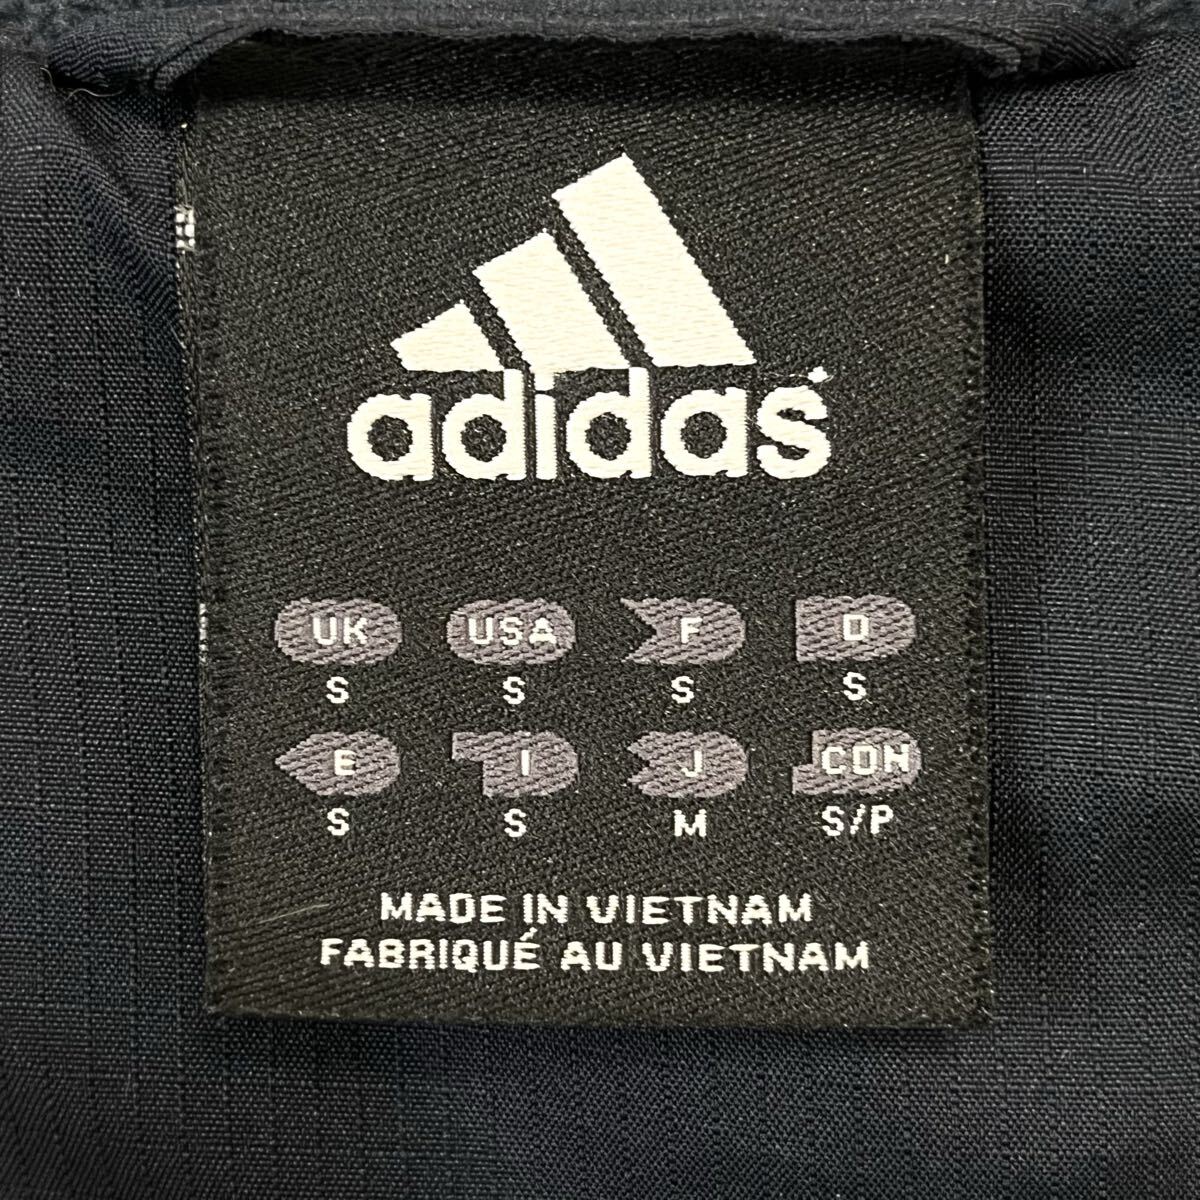 adidas
UK USA F D
S S S S
E I J CDN
S S M S/P
MADE IN VIETNAM
FABRIQUÉ AU VIETNAM